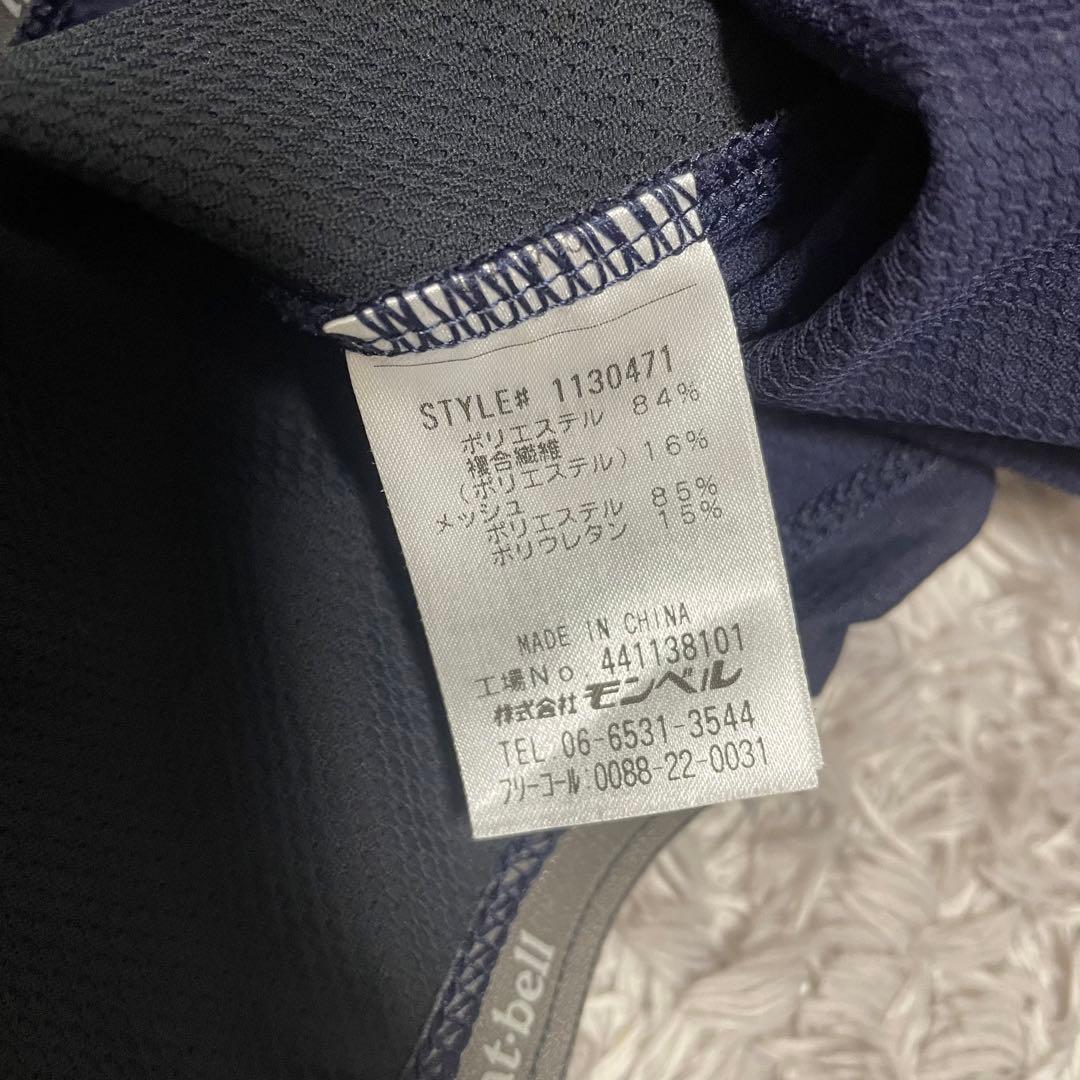 STYLE# 1130471
ポリエステル 84%
複合繊維
(ポリエステル) 16%
メッシュ
ポリエステル 85%
ポリウレタン 15%
MADE IN CHINA
工場No. 441138101
株式会社 モンベル
TEL 06-6531-3544
フリーコール 0088-22-0031
nt·bell